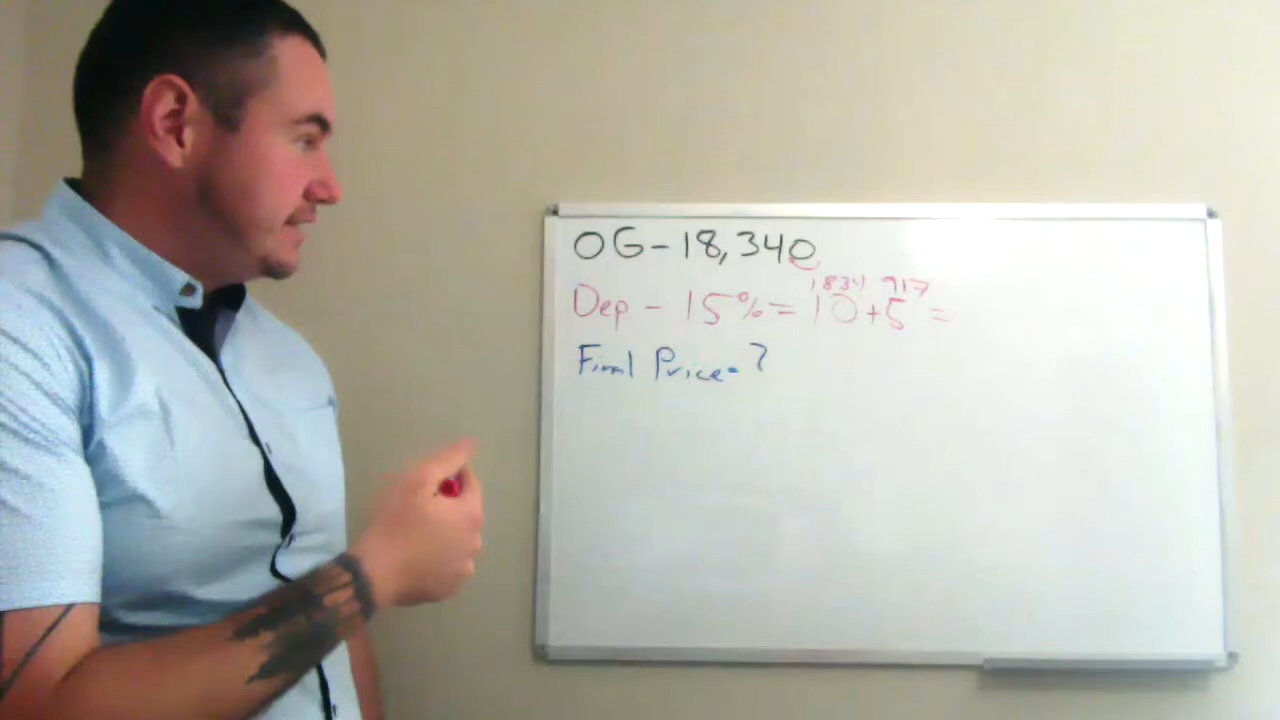 OG-18,340
1834 917
Dep - 15% = 10+5 =
Final Price = ?